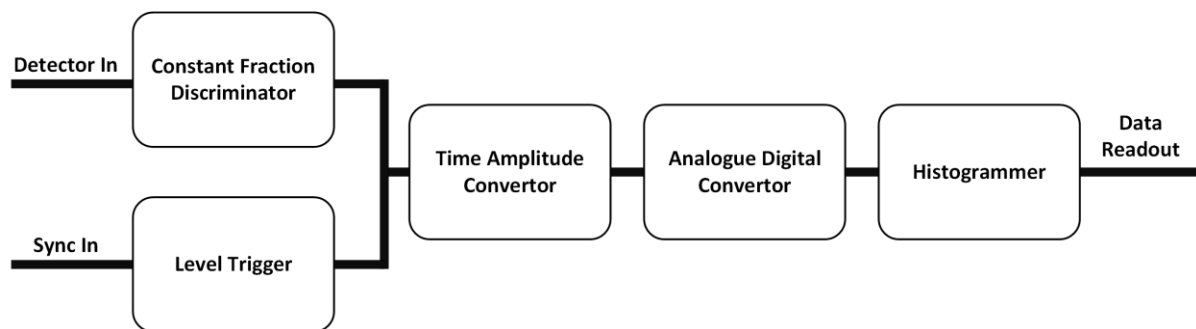 Detector In
Constant Fraction
Discriminator
Sync In
Level Trigger
Time Amplitude
Convertor
Analogue Digital
Convertor
Histogrammer
Data
Readout